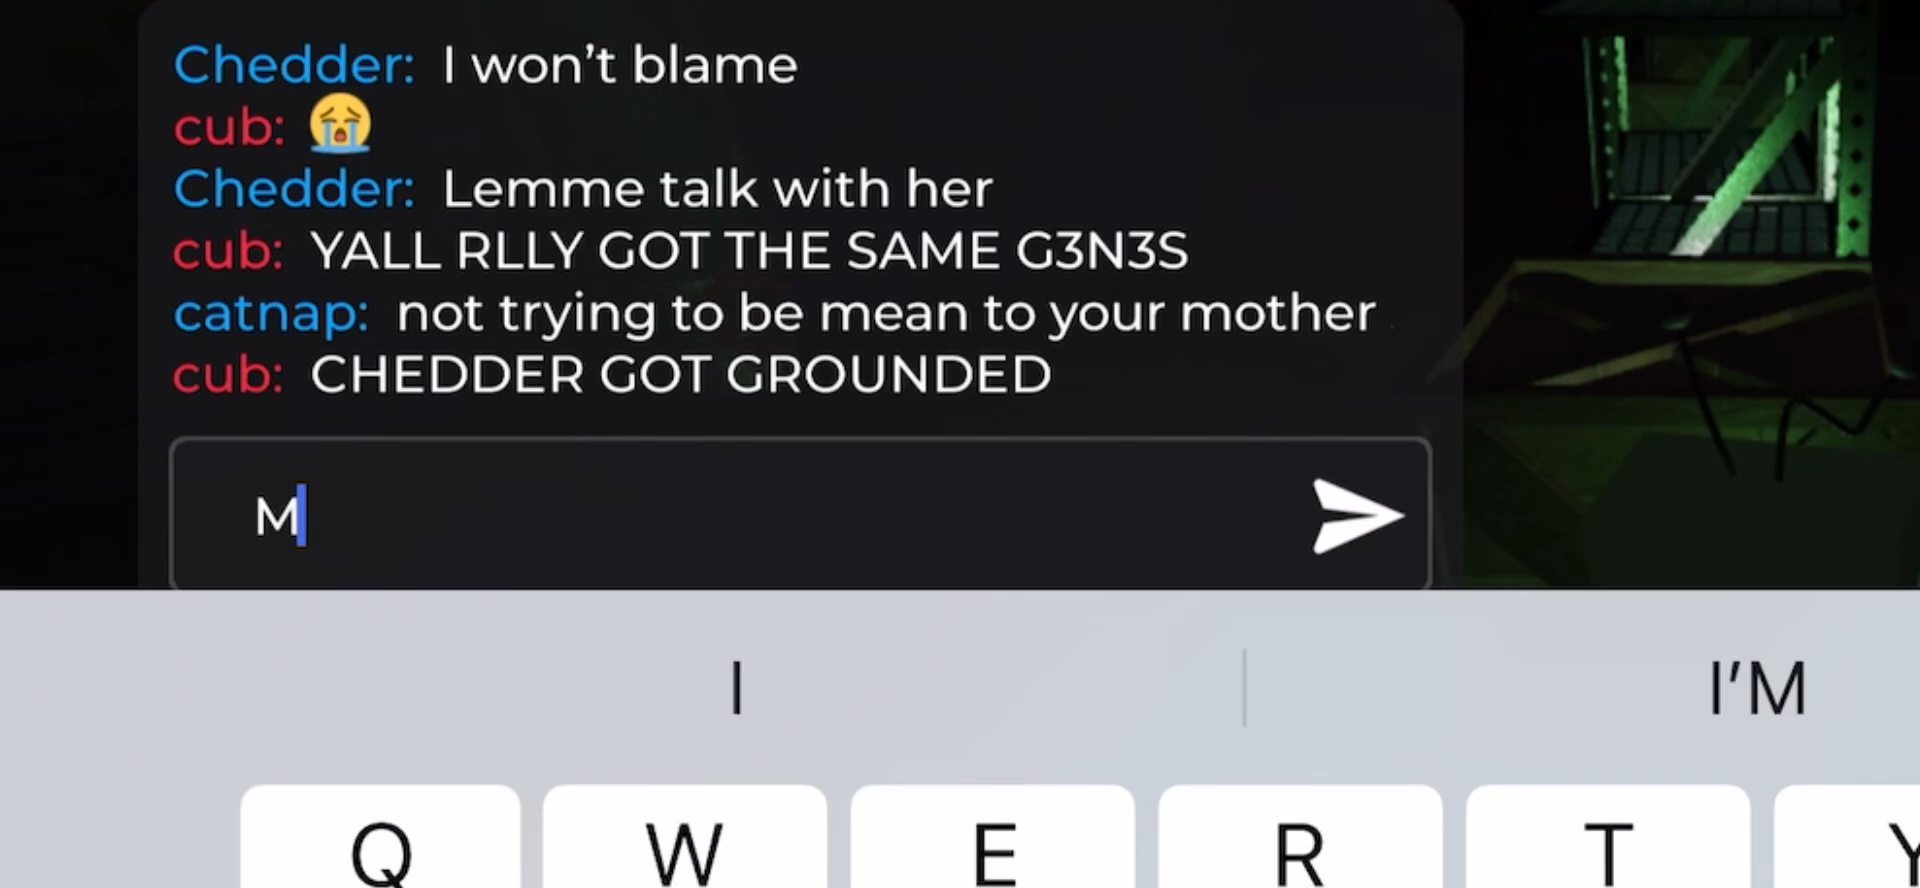 Chedder: I won’t blame
cub: 😭
Chedder: Lemme talk with her
cub: YALL RLLY GOT THE SAME G3N3S
catnap: not trying to be mean to your mother
cub: CHEDDER GOT GROUNDED
M
I I'M
Q W E R T Y